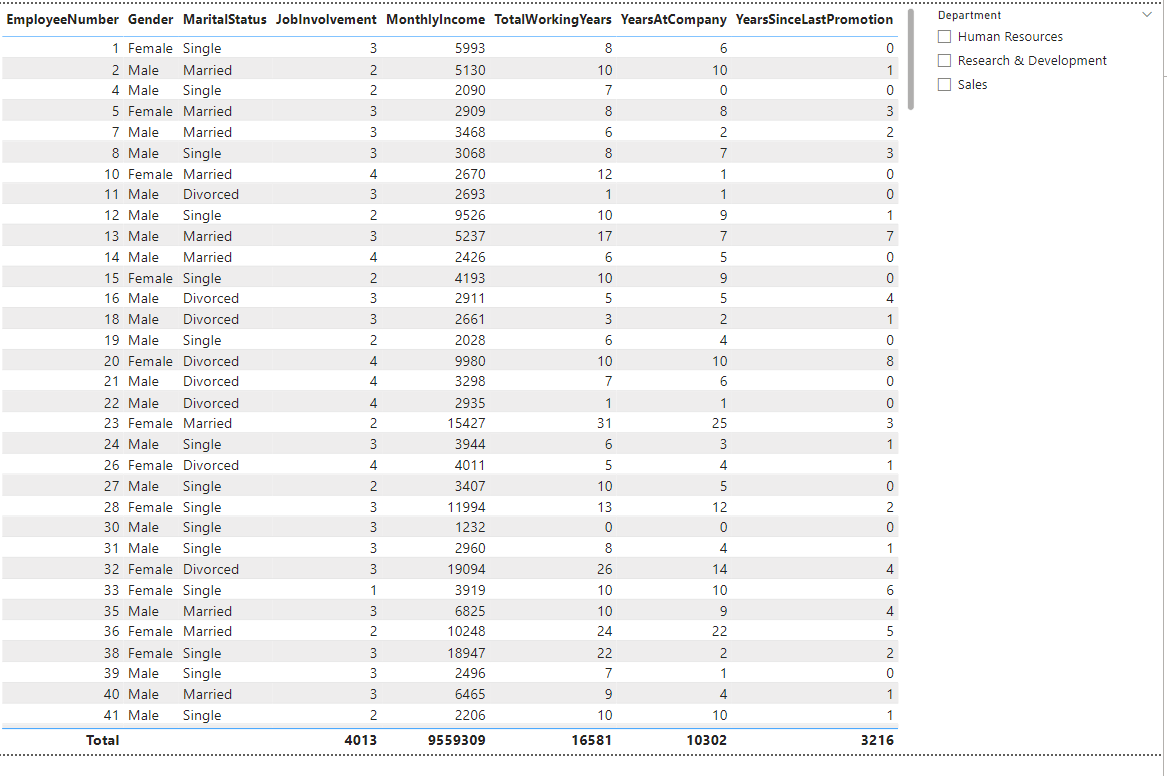 EmployeeNumber Gender MaritalStatus JobInvolvement MonthlyIncome TotalWorkingYears YearsAtCompany YearsSinceLastPromotion
1 Female Single 3 5993 8 6 0
2 Male Married 2 5130 10 10 1
4 Male Single 2 2090 7 0 0
5 Female Married 3 2909 8 8 3
7 Male Married 3 3468 6 2 2
8 Male Single 3 3068 8 7 3
10 Female Married 4 2670 12 1 0
11 Male Divorced 3 2693 1 1 0
12 Male Single 2 9526 10 9 1
13 Male Married 3 5237 17 7 7
14 Male Married 4 2426 6 5 0
15 Female Single 2 4193 10 9 0
16 Male Divorced 3 2911 5 5 4
18 Male Divorced 3 2661 3 2 1
19 Male Single 2 2028 6 4 0
20 Female Divorced 4 9980 10 10 8
21 Male Divorced 4 3298 7 6 0
22 Male Divorced 4 2935 1 1 0
23 Female Married 2 15427 31 25 3
24 Male Single 3 3944 6 3 1
26 Female Divorced 4 4011 5 4 1
27 Male Single 2 3407 10 5 0
28 Female Single 3 11994 13 12 2
30 Male Single 3 1232 0 0 0
31 Male Single 3 2960 8 4 1
32 Female Divorced 3 19094 26 14 4
33 Female Single 1 3919 10 10 6
35 Male Married 3 6825 10 9 4
36 Female Married 2 10248 24 22 5
38 Female Single 3 18947 22 2 2
39 Male Single 3 2496 7 1 0
40 Male Married 3 6465 9 4 1
41 Male Single 2 2206 10 10 1
Total 4013 9559309 16581 10302 3216
Department
Human Resources
Research & Development
Sales